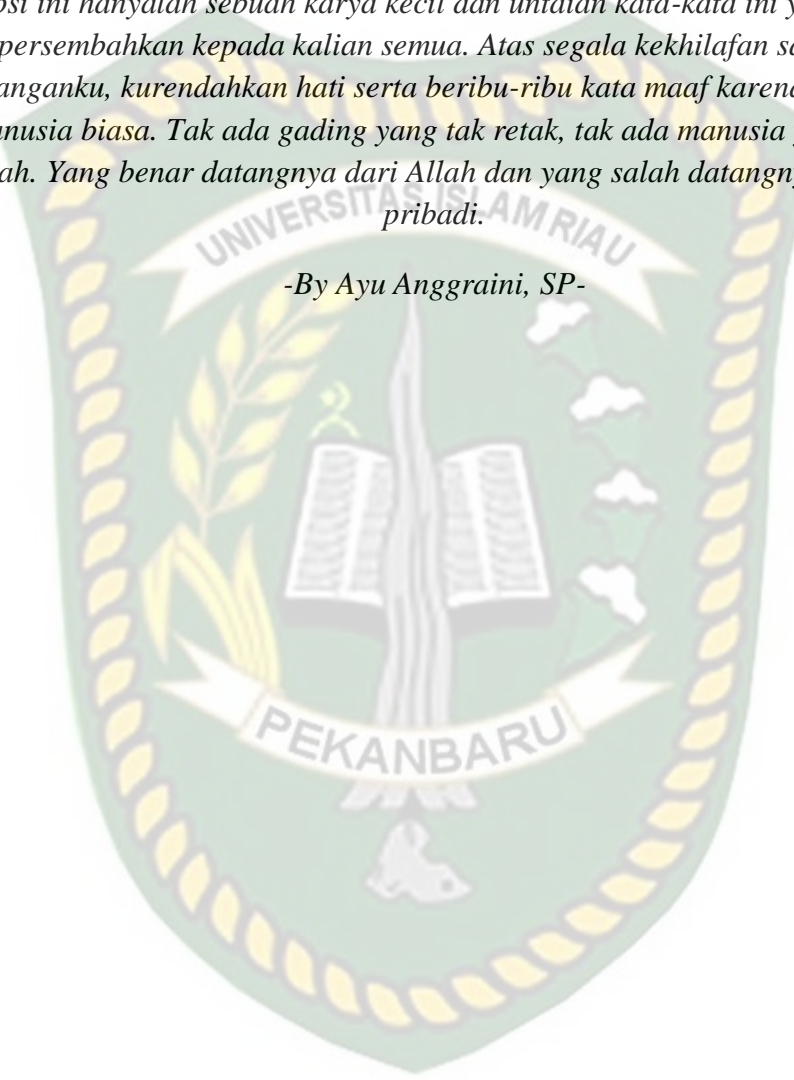 ini hanyalah sebuah karya kecil dan untaian kata-kata ini
persembahkan kepada kalian semua. Atas segala kekhilafan
kurendahkan hati serta beribu-ribu kata maaf
biasa. Tak ada gading yang tak retak, tak ada manusia
Yang benar datangnya dari Allah dan yang salah
pribadi.
UNIVERSITAS ISLAM RIAU
-By Ayu Anggraini, SP-
PEKANBARU